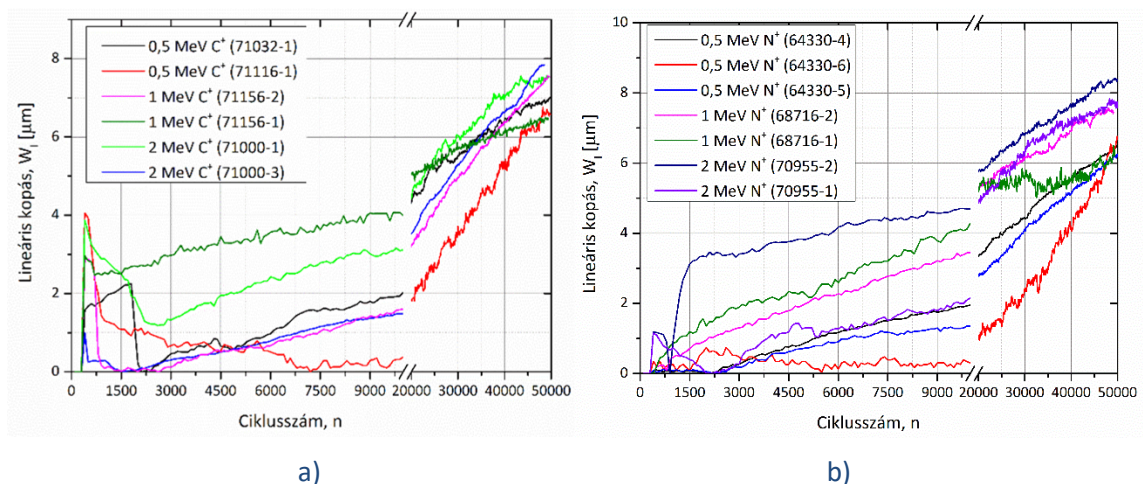 a)
8
6
4
2
0
Lineáris kopás, Wₗ [µm]
0,5 MeV C⁺ (71032-1)
0,5 MeV C⁺ (71116-1)
1 MeV C⁺ (71156-2)
1 MeV C⁺ (71156-1)
2 MeV C⁺ (71000-1)
2 MeV C⁺ (71000-3)
0 1500 3000 4500 6000 7500 9000 30000 40000 50000
Ciklusszám, n
a)
b)
10
8
6
4
2
0
Lineáris kopás, Wₗ [µm]
0,5 MeV N⁺ (64330-4)
0,5 MeV N⁺ (64330-6)
0,5 MeV N⁺ (64330-5)
1 MeV N⁺ (68716-2)
1 MeV N⁺ (68716-1)
2 MeV N⁺ (70955-2)
2 MeV N⁺ (70955-1)
0 1500 3000 4500 6000 7500 9000 30000 40000 50000
Ciklusszám, n
b)